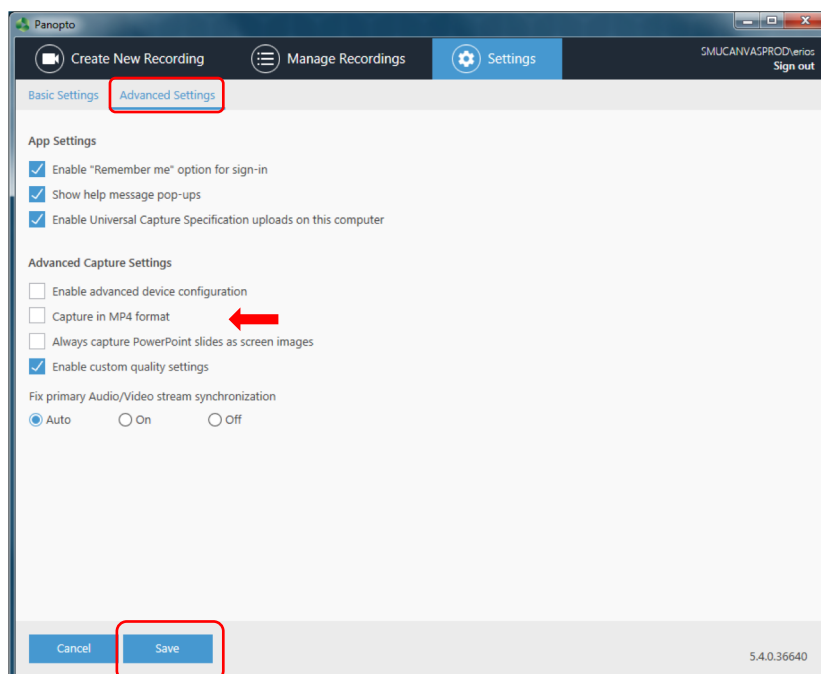 Panopto
Create New Recording
Manage Recordings
Settings
SMUCANVASPROD\erios
Sign out
Basic Settings
Advanced Settings
App Settings
Enable "Remember me" option for sign-in
Show help message pop-ups
Enable Universal Capture Specification uploads on this computer
Advanced Capture Settings
Enable advanced device configuration
Capture in MP4 format
Always capture PowerPoint slides as screen images
Enable custom quality settings
Fix primary Audio/Video stream synchronization
Auto
On
Off
Cancel
Save
5.4.0.36640